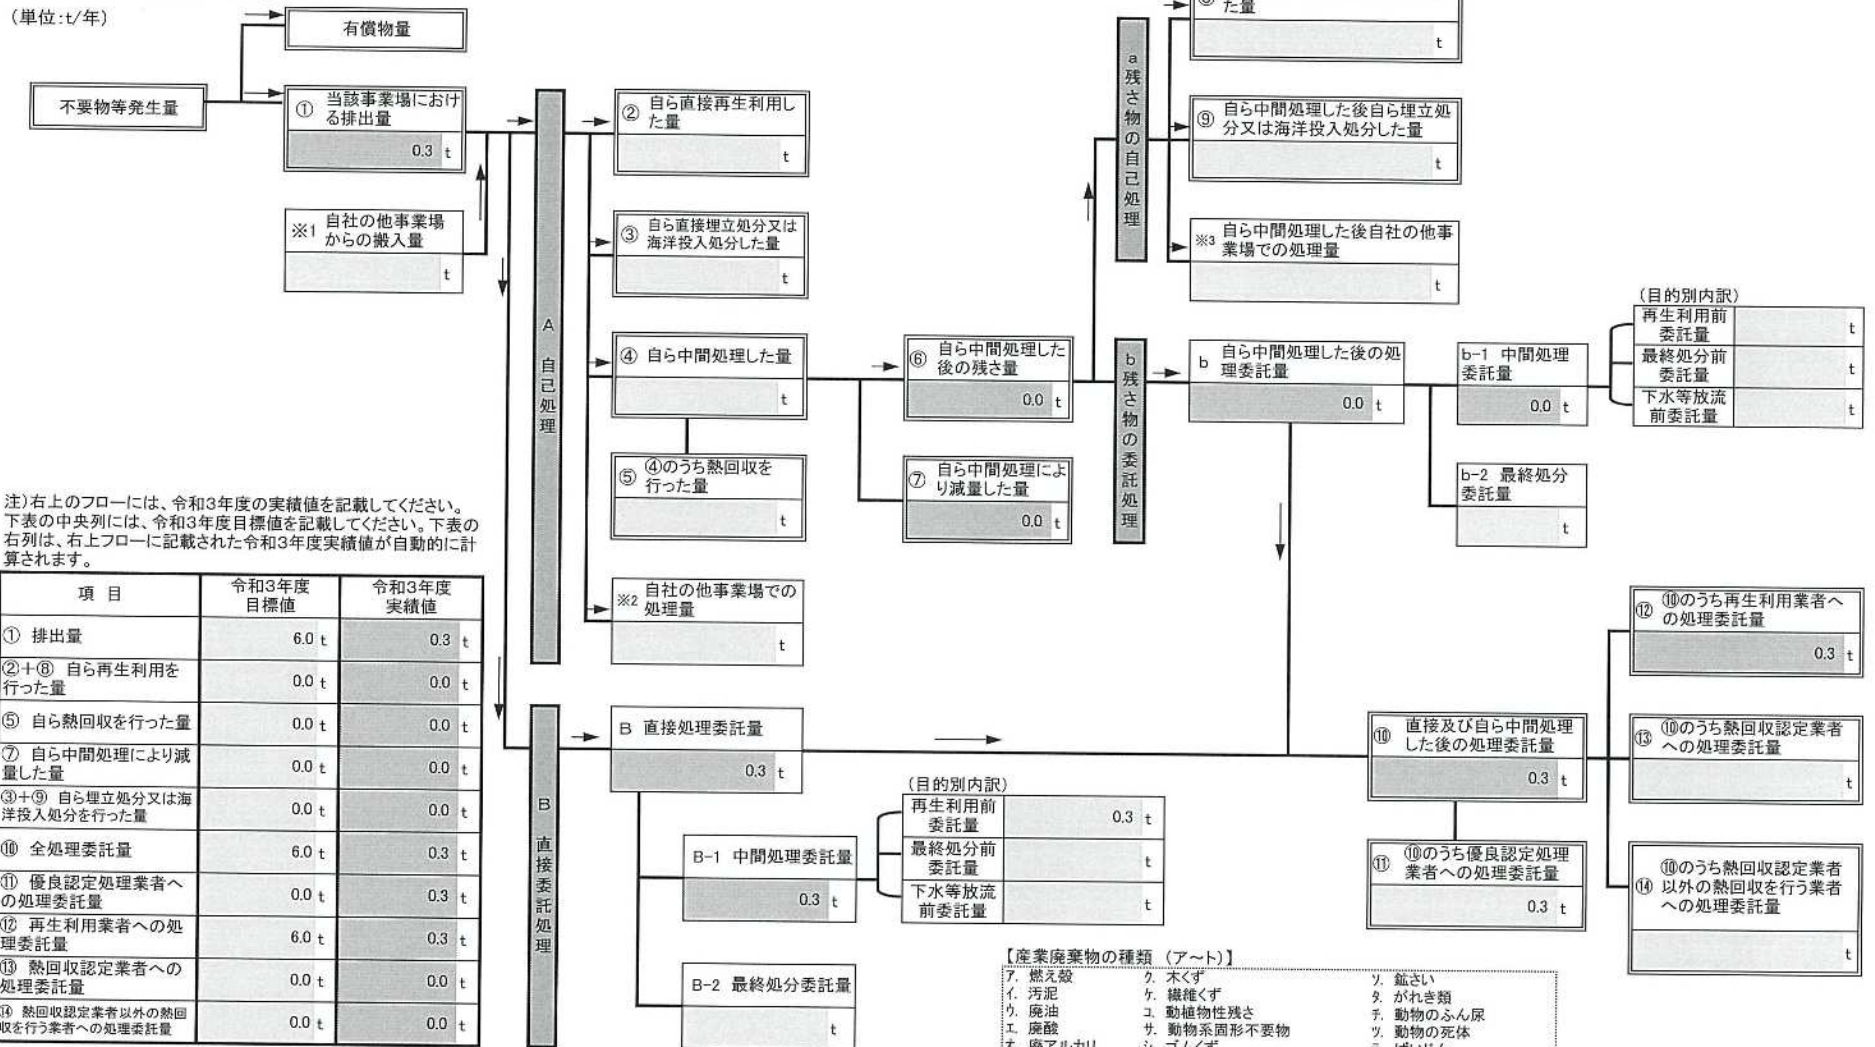 (単位:t/年)
有償物量
不要物等発生量
① 当該事業場におけ
る排出量
0.3 t
※1 自社の他事業場
からの搬入量
t
A 自己処理
② 自ら直接再生利用し
た量
t
③ 自ら直接埋立処分又は
海洋投入処分した量
t
④ 自ら中間処理した量
t
⑤ ④のうち熱回収を
行った量
t
※2 自社の他事業場での
処理量
t
⑥ 自ら中間処理した
後の残さ量
0.0 t
⑦ 自ら中間処理によ
り減量した量
0.0 t
a 残さ物の自己処理
た量
t
⑨ 自ら中間処理した後自ら埋立処
分又は海洋投入処分した量
t
※3 自ら中間処理した後自社の他事
業場での処理量
t
b 残さ物の委託処理
b 自ら中間処理した後の処
理委託量
0.0 t
b-1 中間処理
委託量
0.0 t
(目的別内訳)
再生利用前
委託量 t
最終処分前
委託量 t
下水等放流
前委託量 t
b-2 最終処分
委託量
t
注)右上のフローには、令和3年度の実績値を記載してください。
下表の中央列には、令和3年度目標値を記載してください。下表の
右列は、右上フローに記載された令和3年度実績値が自動的に計
算されます。
項 目 令和3年度 目標値 令和3年度 実績値
① 排出量 6.0 t 0.3 t
②+⑧ 自ら再生利用を
行った量 0.0 t 0.0 t
⑤ 自ら熱回収を行った量 0.0 t 0.0 t
⑦ 自ら中間処理により減
量した量 0.0 t 0.0 t
③+⑨ 自ら埋立処分又は海
洋投入処分を行った量 0.0 t 0.0 t
⑩ 全処理委託量 6.0 t 0.3 t
⑪ 優良認定処理業者へ
の処理委託量 0.0 t 0.3 t
⑫ 再生利用業者への処
理委託量 6.0 t 0.3 t
⑬ 熱回収認定業者への
処理委託量 0.0 t 0.0 t
⑭ 熱回収認定業者以外の熱回
収を行う業者への処理委託量 0.0 t 0.0 t
B 直接委託処理
B 直接処理委託量
0.3 t
B-1 中間処理委託量
0.3 t
(目的別内訳)
再生利用前
委託量 0.3 t
最終処分前
委託量 t
下水等放流
前委託量 t
B-2 最終処分委託量
t
⑩ 直接及び自ら中間処理
した後の処理委託量
0.3 t
⑪ ⑩のうち優良認定処理
業者への処理委託量
0.3 t
⑫ ⑩のうち再生利用業者へ
の処理委託量
0.3 t
⑬ ⑩のうち熱回収認定業者
への処理委託量
t
⑭ ⑩のうち熱回収認定業者
以外の熱回収を行う業者
への処理委託量
t
【産業廃棄物の種類 (ア~ト)】
ア. 燃え殻 ク. 木くず ソ. 鉱さい
イ. 汚泥 ケ. 繊維くず タ. がれき類
ウ. 廃油 コ. 動植物性残さ チ. 動物のふん尿
エ. 廃酸 サ. 動物系固形不要物 ツ. 動物の死体
オ. 廃アルカリ シ. ゴムくず テ. ばいじん